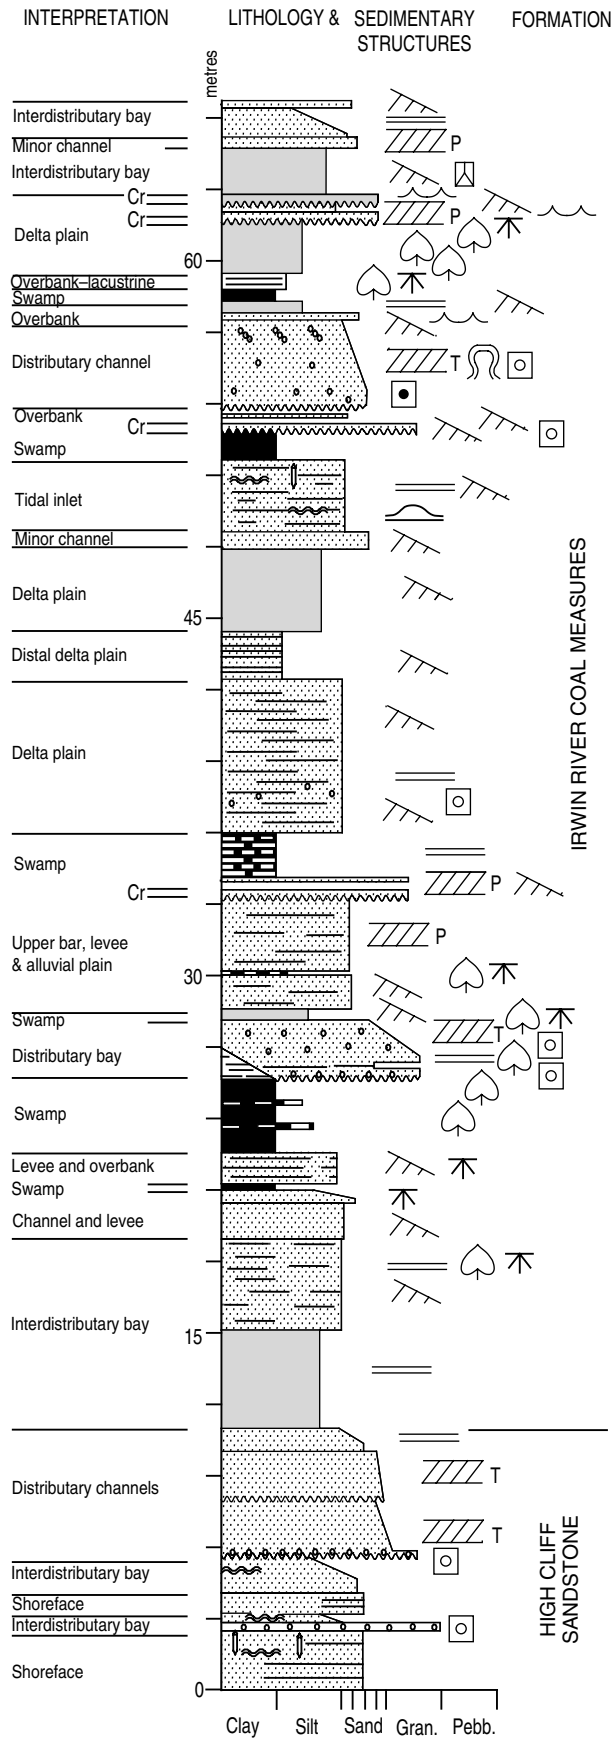 INTERPRETATION LITHOLOGY & SEDIMENTARY STRUCTURES FORMATION
metres
Interdistributary bay
Minor channel
P
Interdistributary bay
Cr
P
Cr
Delta plain
60
Overbank–lacustrine
Swamp
Overbank
Distributary channel
T
Overbank
Cr
Swamp
Tidal inlet
Minor channel
Delta plain
45
Distal delta plain
IRWIN RIVER COAL MEASURES
Delta plain
Swamp
P
Cr
P
Upper bar, levee
& alluvial plain
30
Swamp
T
Distributary bay
Swamp
Levee and overbank
Swamp
Channel and levee
Interdistributary bay
15
T
Distributary channels
T
Interdistributary bay
HIGH CLIFF
SANDSTONE
Shoreface
Interdistributary bay
Shoreface
0
Clay Silt Sand Gran. Pebb.